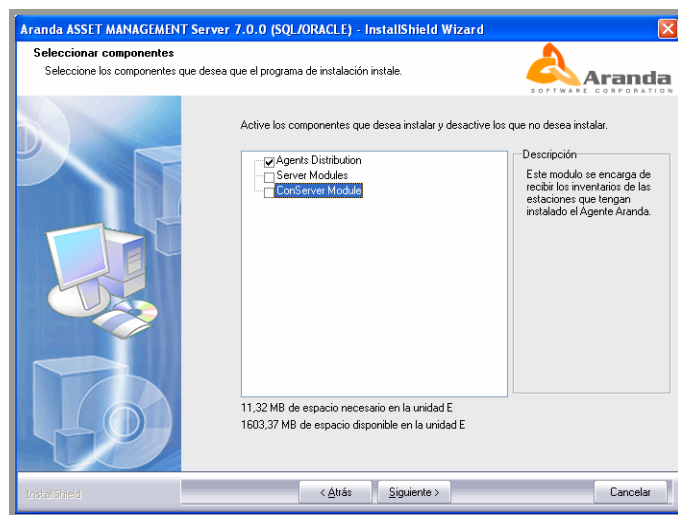 Aranda ASSET MANAGEMENT Server 7.0.0 (SQL/ORACLE) - InstallShield Wizard
Seleccionar componentes
Seleccione los componentes que desea que el programa de instalación instale.
Aranda
SOFTWARE CORPORATION
Active los componentes que desea instalar y desactive los que no desea instalar.
Agents Distribution
Server Modules
ConServer Module
Descripción
Este modulo se encarga de
recibir los inventarios de las
estaciones que tengan
instalado el Agente Aranda.
11,32 MB de espacio necesario en la unidad E
1603,37 MB de espacio disponible en la unidad E
InstallShield
< Atrás
Siguiente >
Cancelar